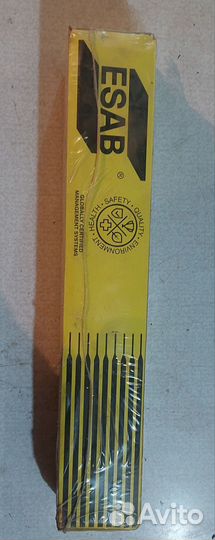 ESAB
®
HEALTH · SAFETY · QUALITY · ENVIRONMENT ·
GLOBALLY CERTIFIED
MANAGEMENT SYSTEMS
Avito